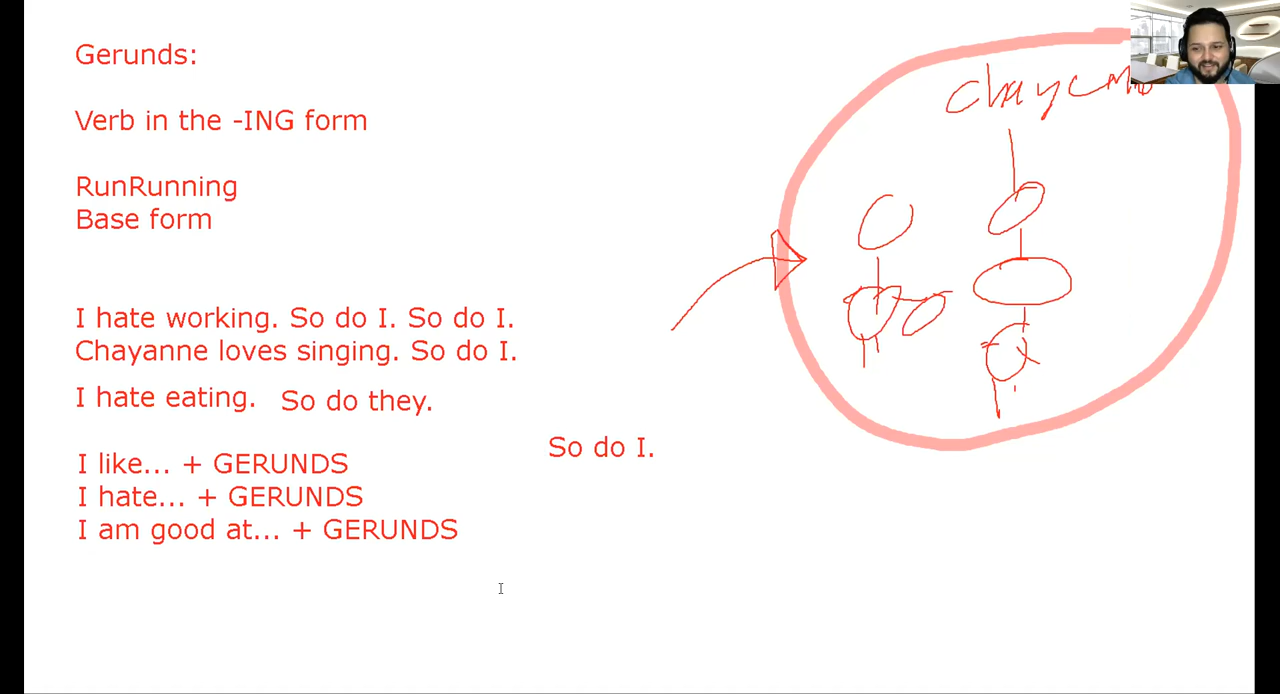 Gerunds:
Verb in the -ING form
RunRunning
Base form
I hate working. So do I. So do I.
Chayanne loves singing. So do I.
I hate eating. So do they.
So do I.
I like... + GERUNDS
I hate... + GERUNDS
I am good at... + GERUNDS